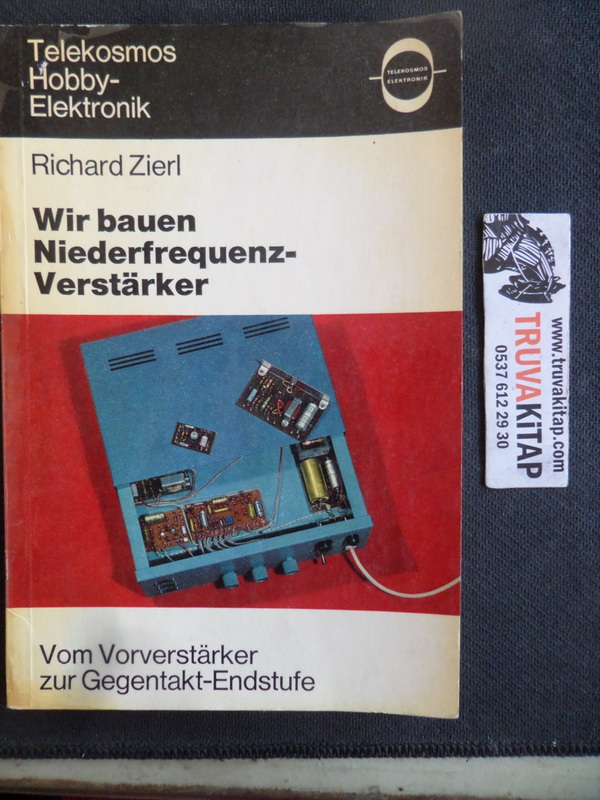 Telekosmos
Hobby-
Elektronik
TELEKOSMOS
ELEKTRONIK
Richard Zierl
Wir bauen
Niederfrequenz-
Verstärker
Vom Vorverstärker
zur Gegentakt-Endstufe
www.truvakitap.com
TRUVAKiTAP
0537 612 29 30